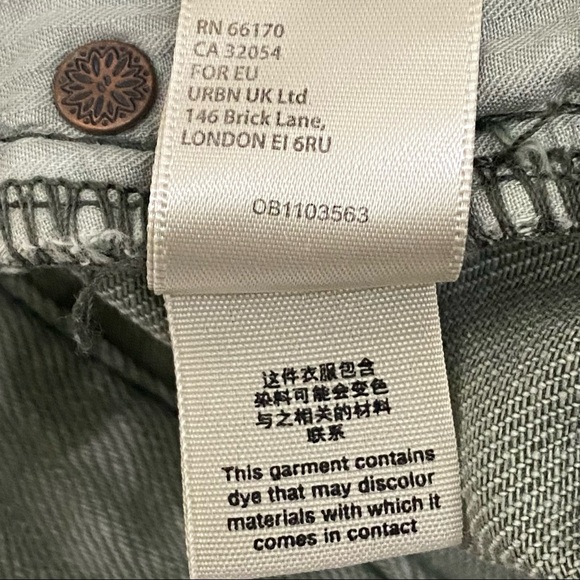 RN 66170
CA 32054
FOR EU
URBN UK Ltd
146 Brick Lane,
LONDON EI 6RU
OB1103563
这件衣服包含
染料可能会变色
与之相关的材料
联系
This garment contains
dye that may discolor
materials with which it
comes in contact